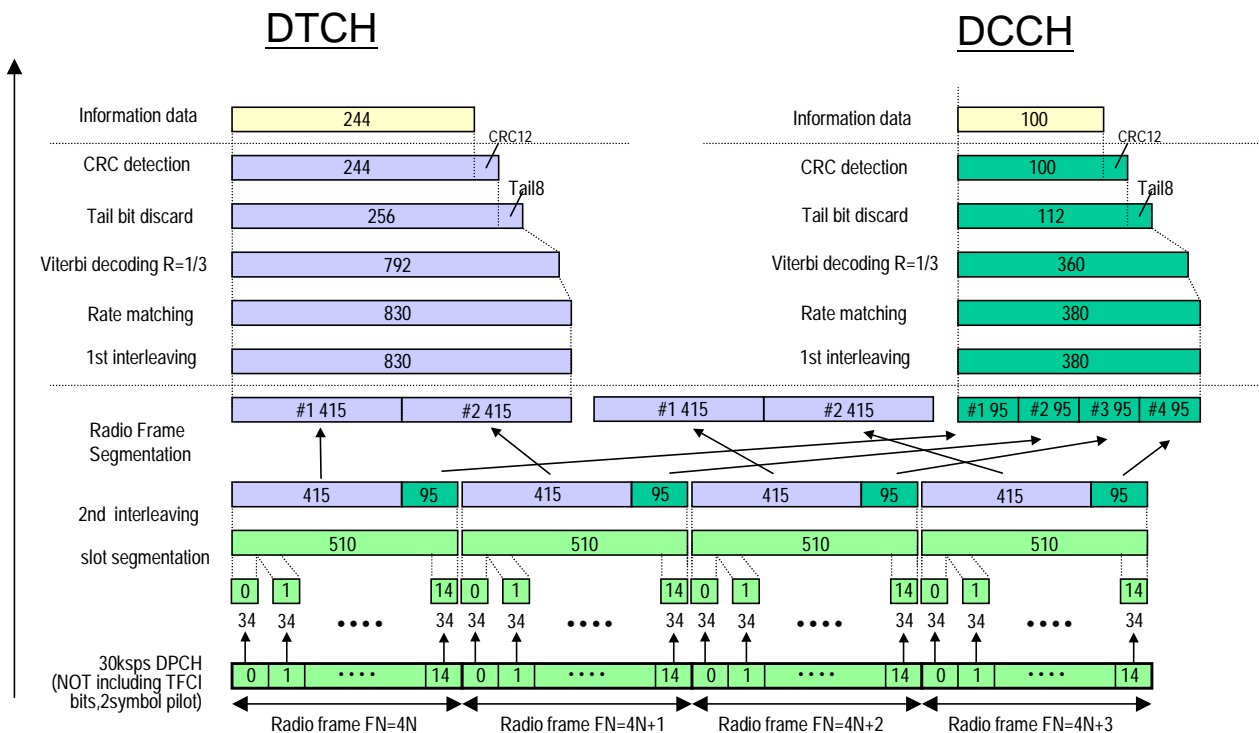 DTCH DCCH
Information data 244 Information data 100
CRC12 CRC12
CRC detection 244 CRC detection 100
Tail8 Tail8
Tail bit discard 256 Tail bit discard 112
Viterbi decoding R=1/3 792 Viterbi decoding R=1/3 360
Rate matching 830 Rate matching 380
1st interleaving 830 1st interleaving 380
#1 415 #2 415 #1 415 #2 415 #1 95 #2 95 #3 95 #4 95
Radio Frame
Segmentation
415 95 415 95 415 95 415 95
2nd interleaving
slot segmentation 510 510 510 510
0 1 14 0 1 14 0 1 14 0 1 14
34 34 •••• 34 34 34 •••• 34 34 34 •••• 34 34 34 •••• 34
30ksps DPCH
(NOT including TFCI
bits,2symbol pilot)
0 1 •••• 14 0 1 •••• 14 0 1 •••• 14 0 1 •••• 14
Radio frame FN=4N Radio frame FN=4N+1 Radio frame FN=4N+2 Radio frame FN=4N+3